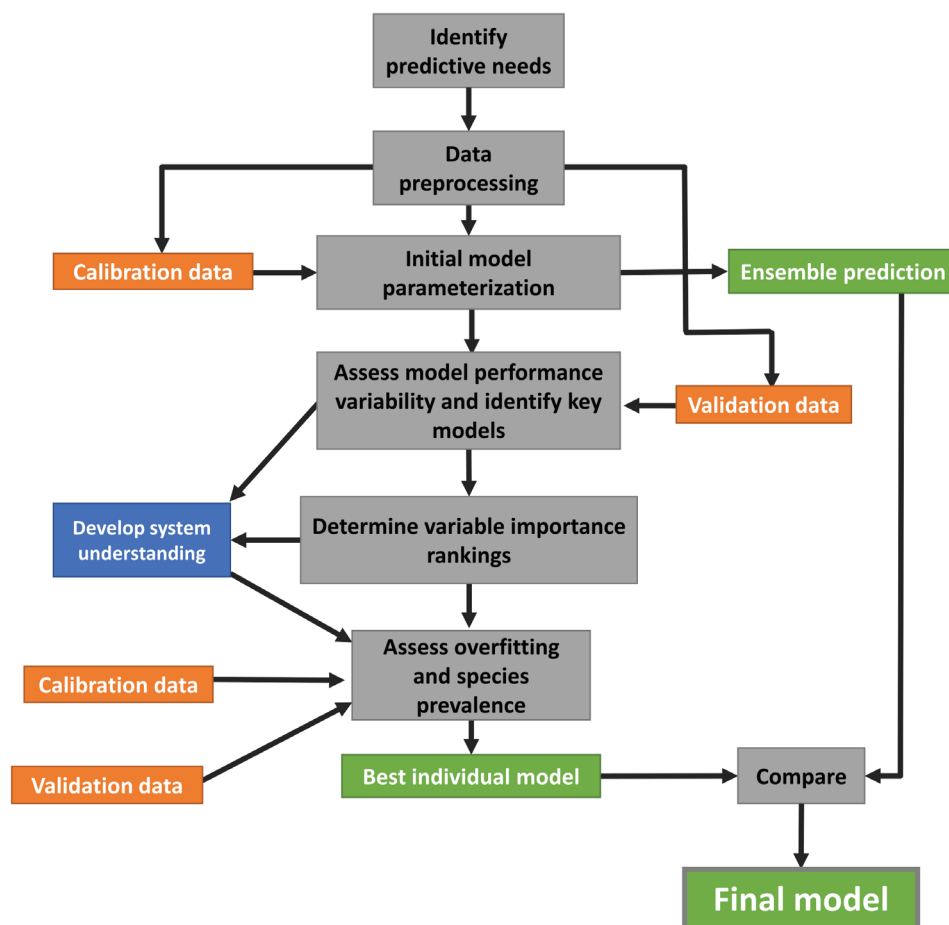 Identify
predictive needs
Data
preprocessing
Calibration data
Initial model
parameterization
Ensemble prediction
Assess model performance
variability and identify key
models
Validation data
Develop system
understanding
Determine variable importance
rankings
Assess overfitting
and species
prevalence
Calibration data
Validation data
Best individual model
Compare
Final model